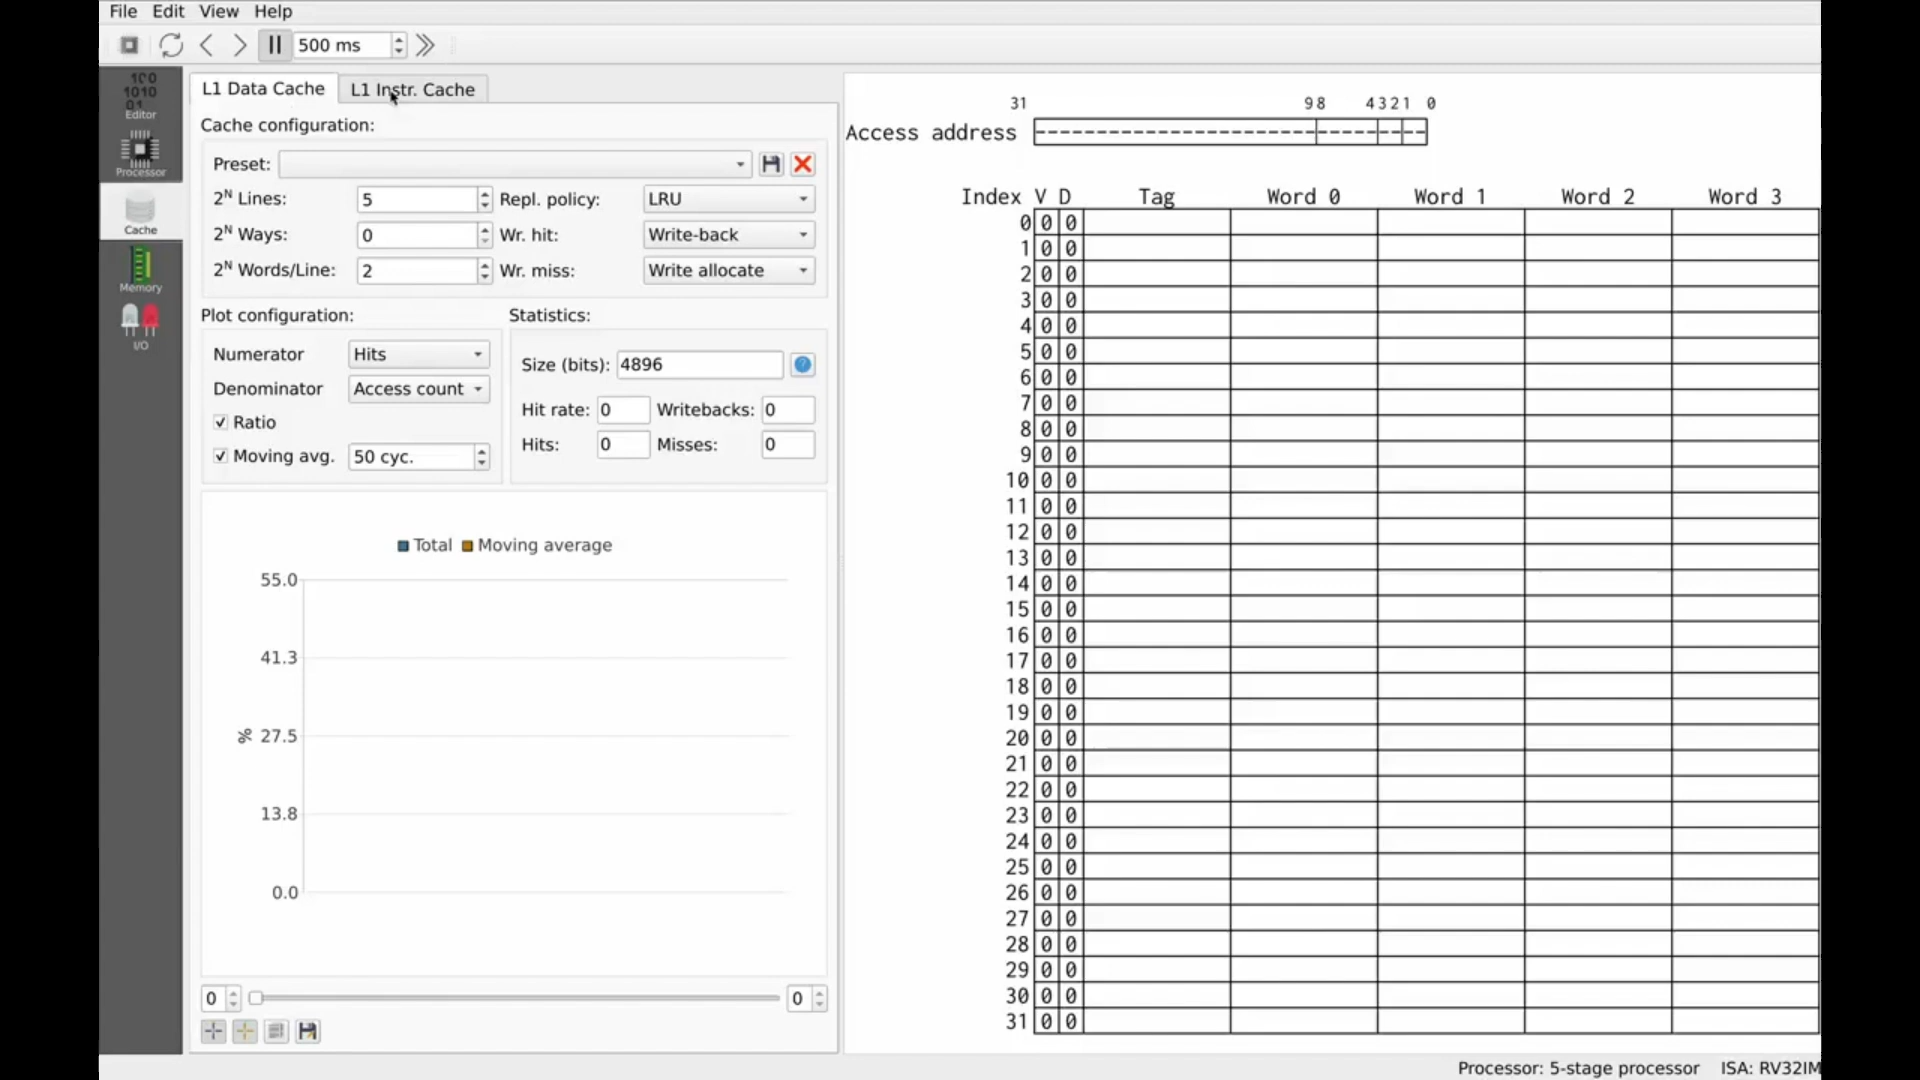 File Edit View Help
500 ms
L1 Data Cache L1 Instr. Cache
Editor
Processor
Cache
Memory
I/O
Cache configuration:
Preset:
2^N Lines: 5 Repl. policy: LRU
2^N Ways: 0 Wr. hit: Write-back
2^N Words/Line: 2 Wr. miss: Write allocate
Plot configuration: Statistics:
Numerator Hits
Denominator Access count
Ratio
Moving avg. 50 cyc.
Size (bits): 4896
Hit rate: 0 Writebacks: 0
Hits: 0 Misses: 0
Total Moving average
55.0
41.3
% 27.5
13.8
0.0
0 0
31 9 8 4 3 2 1 0
Access address
Index V D Tag Word 0 Word 1 Word 2 Word 3
0 0 0
1 0 0
2 0 0
3 0 0
4 0 0
5 0 0
6 0 0
7 0 0
8 0 0
9 0 0
10 0 0
11 0 0
12 0 0
13 0 0
14 0 0
15 0 0
16 0 0
17 0 0
18 0 0
19 0 0
20 0 0
21 0 0
22 0 0
23 0 0
24 0 0
25 0 0
26 0 0
27 0 0
28 0 0
29 0 0
30 0 0
31 0 0
Processor: 5-stage processor ISA: RV32IM